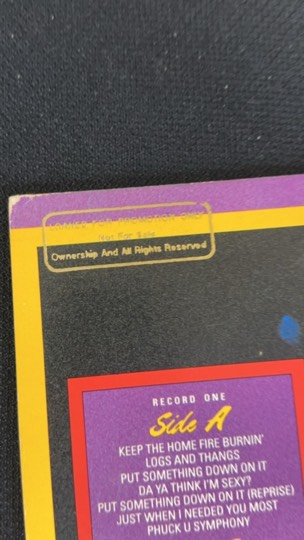 Not For Sale
Ownership And All Rights Reserved
RECORD ONE
Side A
KEEP THE HOME FIRE BURNIN'
LOGS AND THANGS
PUT SOMETHING DOWN ON IT
DA YA THINK I'M SEXY?
PUT SOMETHING DOWN ON IT (REPRISE)
JUST WHEN I NEEDED YOU MOST
PHUCK U SYMPHONY